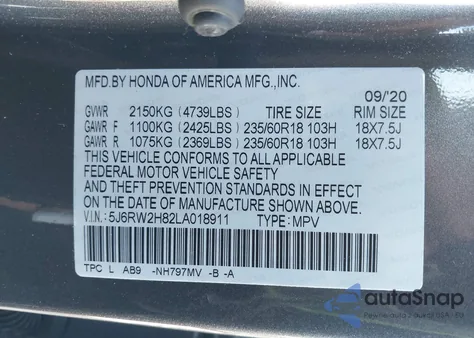 MFD.BY HONDA OF AMERICA MFG.,INC.
09/'20
GVWR 2150KG (4739LBS) TIRE SIZE RIM SIZE
GAWR F 1100KG (2425LBS) 235/60R18 103H 18X7.5J
GAWR R 1075KG (2369LBS) 235/60R18 103H 18X7.5J
THIS VEHICLE CONFORMS TO ALL APPLICABLE
FEDERAL MOTOR VEHICLE SAFETY
AND THEFT PREVENTION STANDARDS IN EFFECT
ON THE DATE OF MANUFACTURE SHOWN ABOVE.
V.I.N.: 5J6RW2H82LA018911 TYPE: MPV
TPC L AB9 -NH797MV -B -A
autoSnap